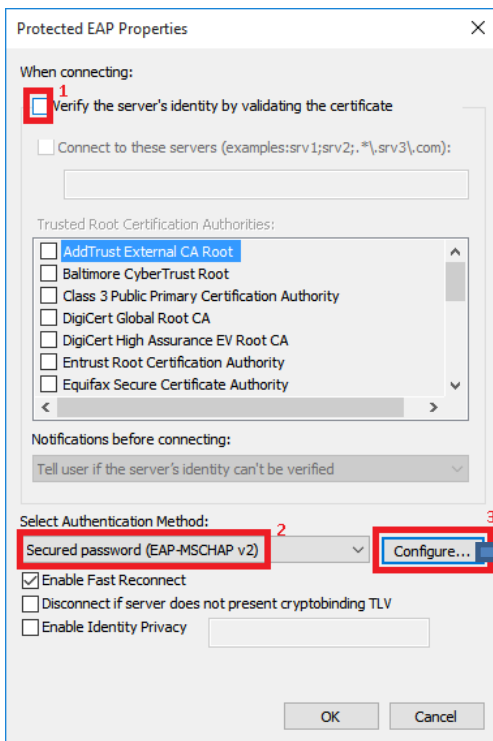 Protected EAP Properties
When connecting:
1
Verify the server's identity by validating the certificate
Connect to these servers (examples:srv1;srv2;.*\.srv3\.com):
Trusted Root Certification Authorities:
AddTrust External CA Root
Baltimore CyberTrust Root
Class 3 Public Primary Certification Authority
DigiCert Global Root CA
DigiCert High Assurance EV Root CA
Entrust Root Certification Authority
Equifax Secure Certificate Authority
Notifications before connecting:
Tell user if the server's identity can't be verified
Select Authentication Method:
2
3
Secured password (EAP-MSCHAP v2)
Configure...
Enable Fast Reconnect
Disconnect if server does not present cryptobinding TLV
Enable Identity Privacy
OK
Cancel